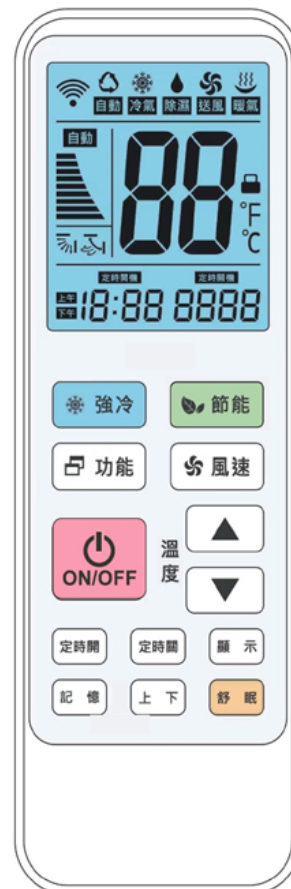 自動 冷氣 除濕 送風 暖氣
自動
88
°F
°C
定時開機 定時關機
上午
下午
18:88 8888
強冷 節能
功能 風速
ON/OFF
溫度
定時開 定時關 顯示
記憶 上下 舒眠